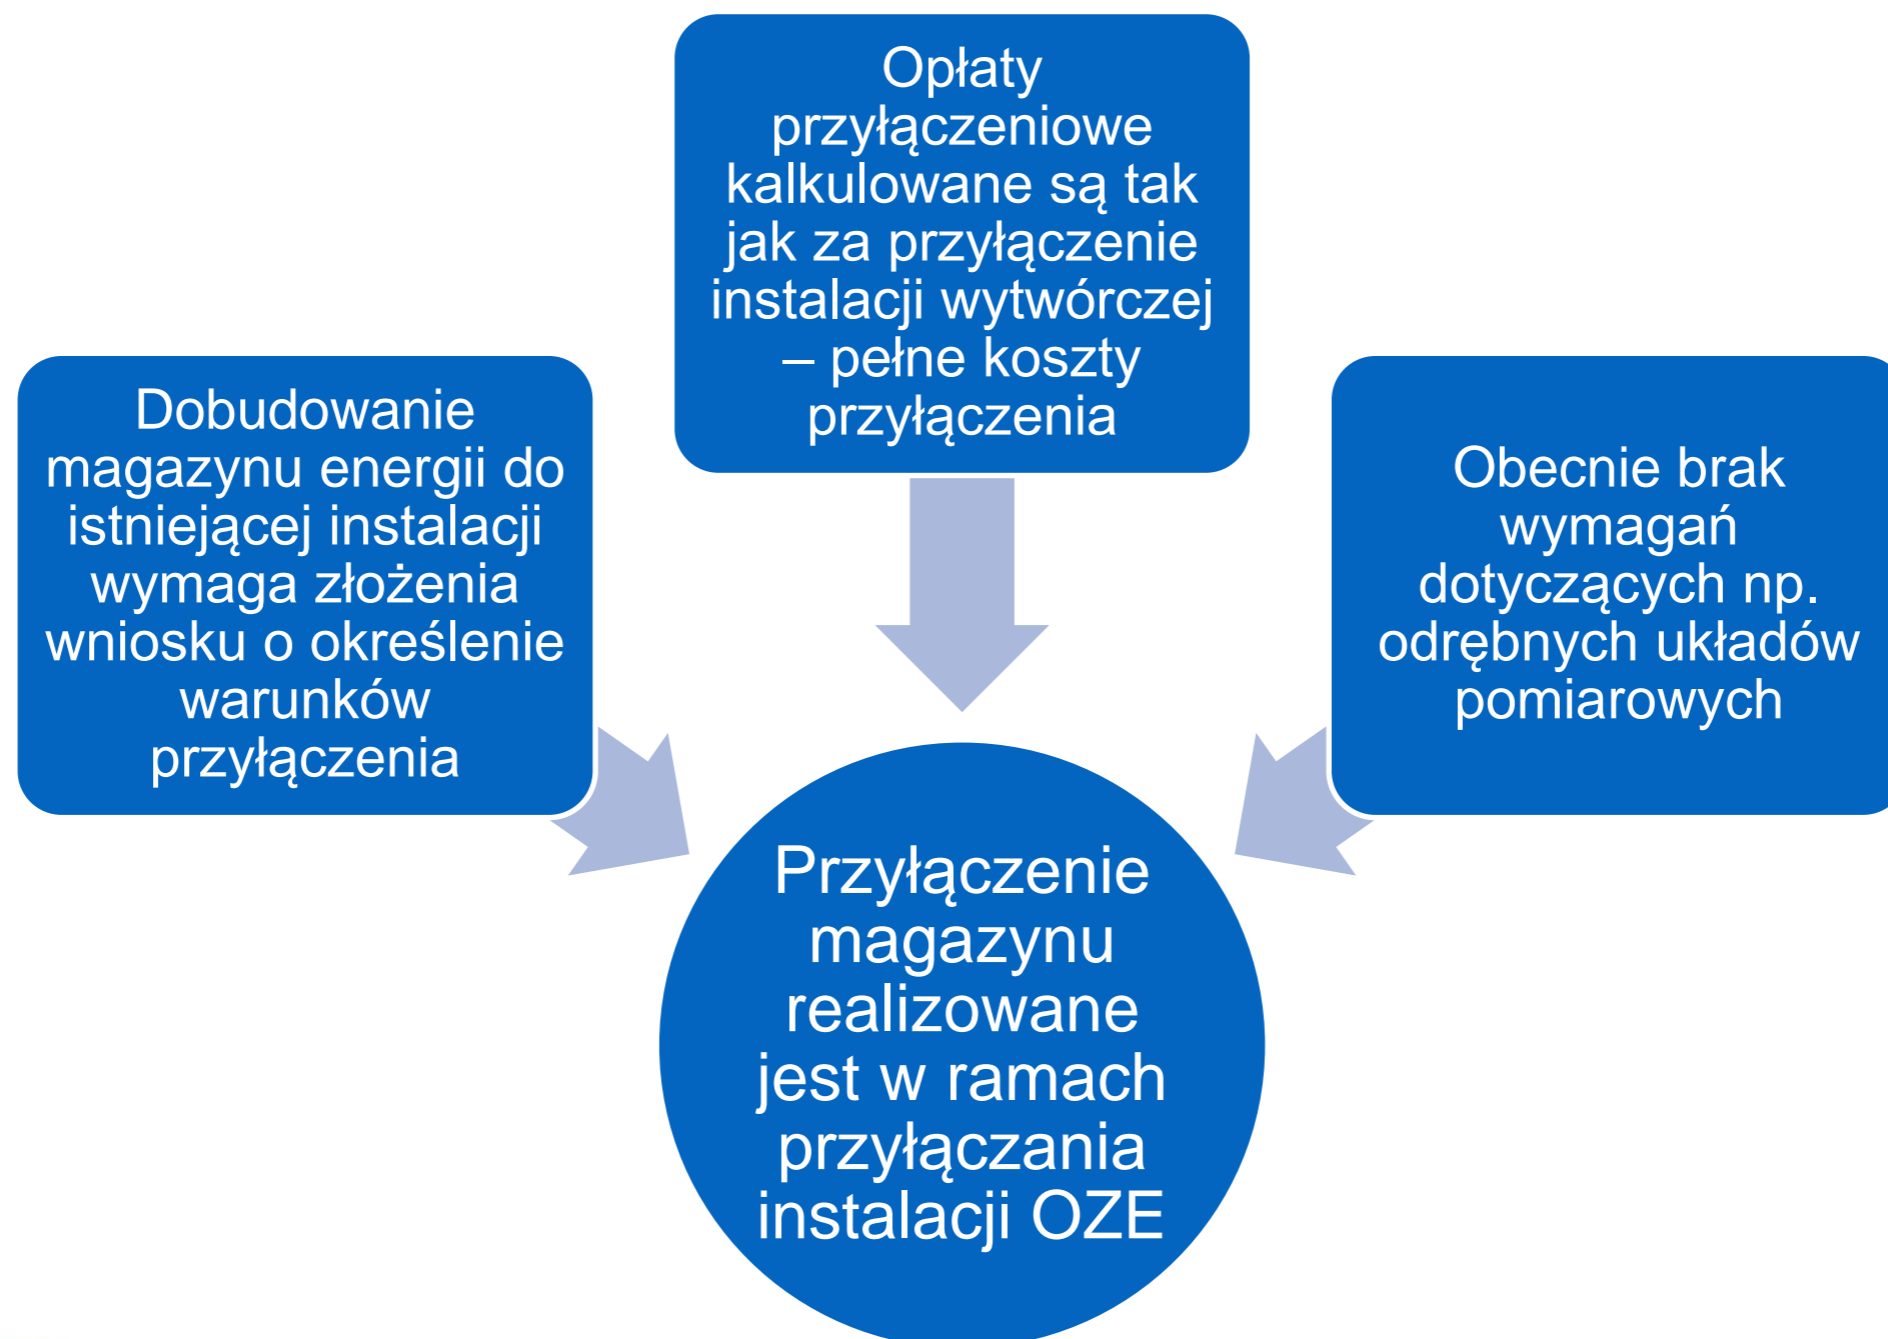 Opłaty
przyłączeniowe
kalkulowane są tak
jak za przyłączenie
instalacji wytwórczej
– pełne koszty
przyłączenia
Dobudowanie
magazynu energii do
istniejącej instalacji
wymaga złożenia
wniosku o określenie
warunków
przyłączenia
Obecnie brak
wymagań
dotyczących np.
odrębnych układów
pomiarowych
Przyłączenie
magazynu
realizowane
jest w ramach
przyłączania
instalacji OZE